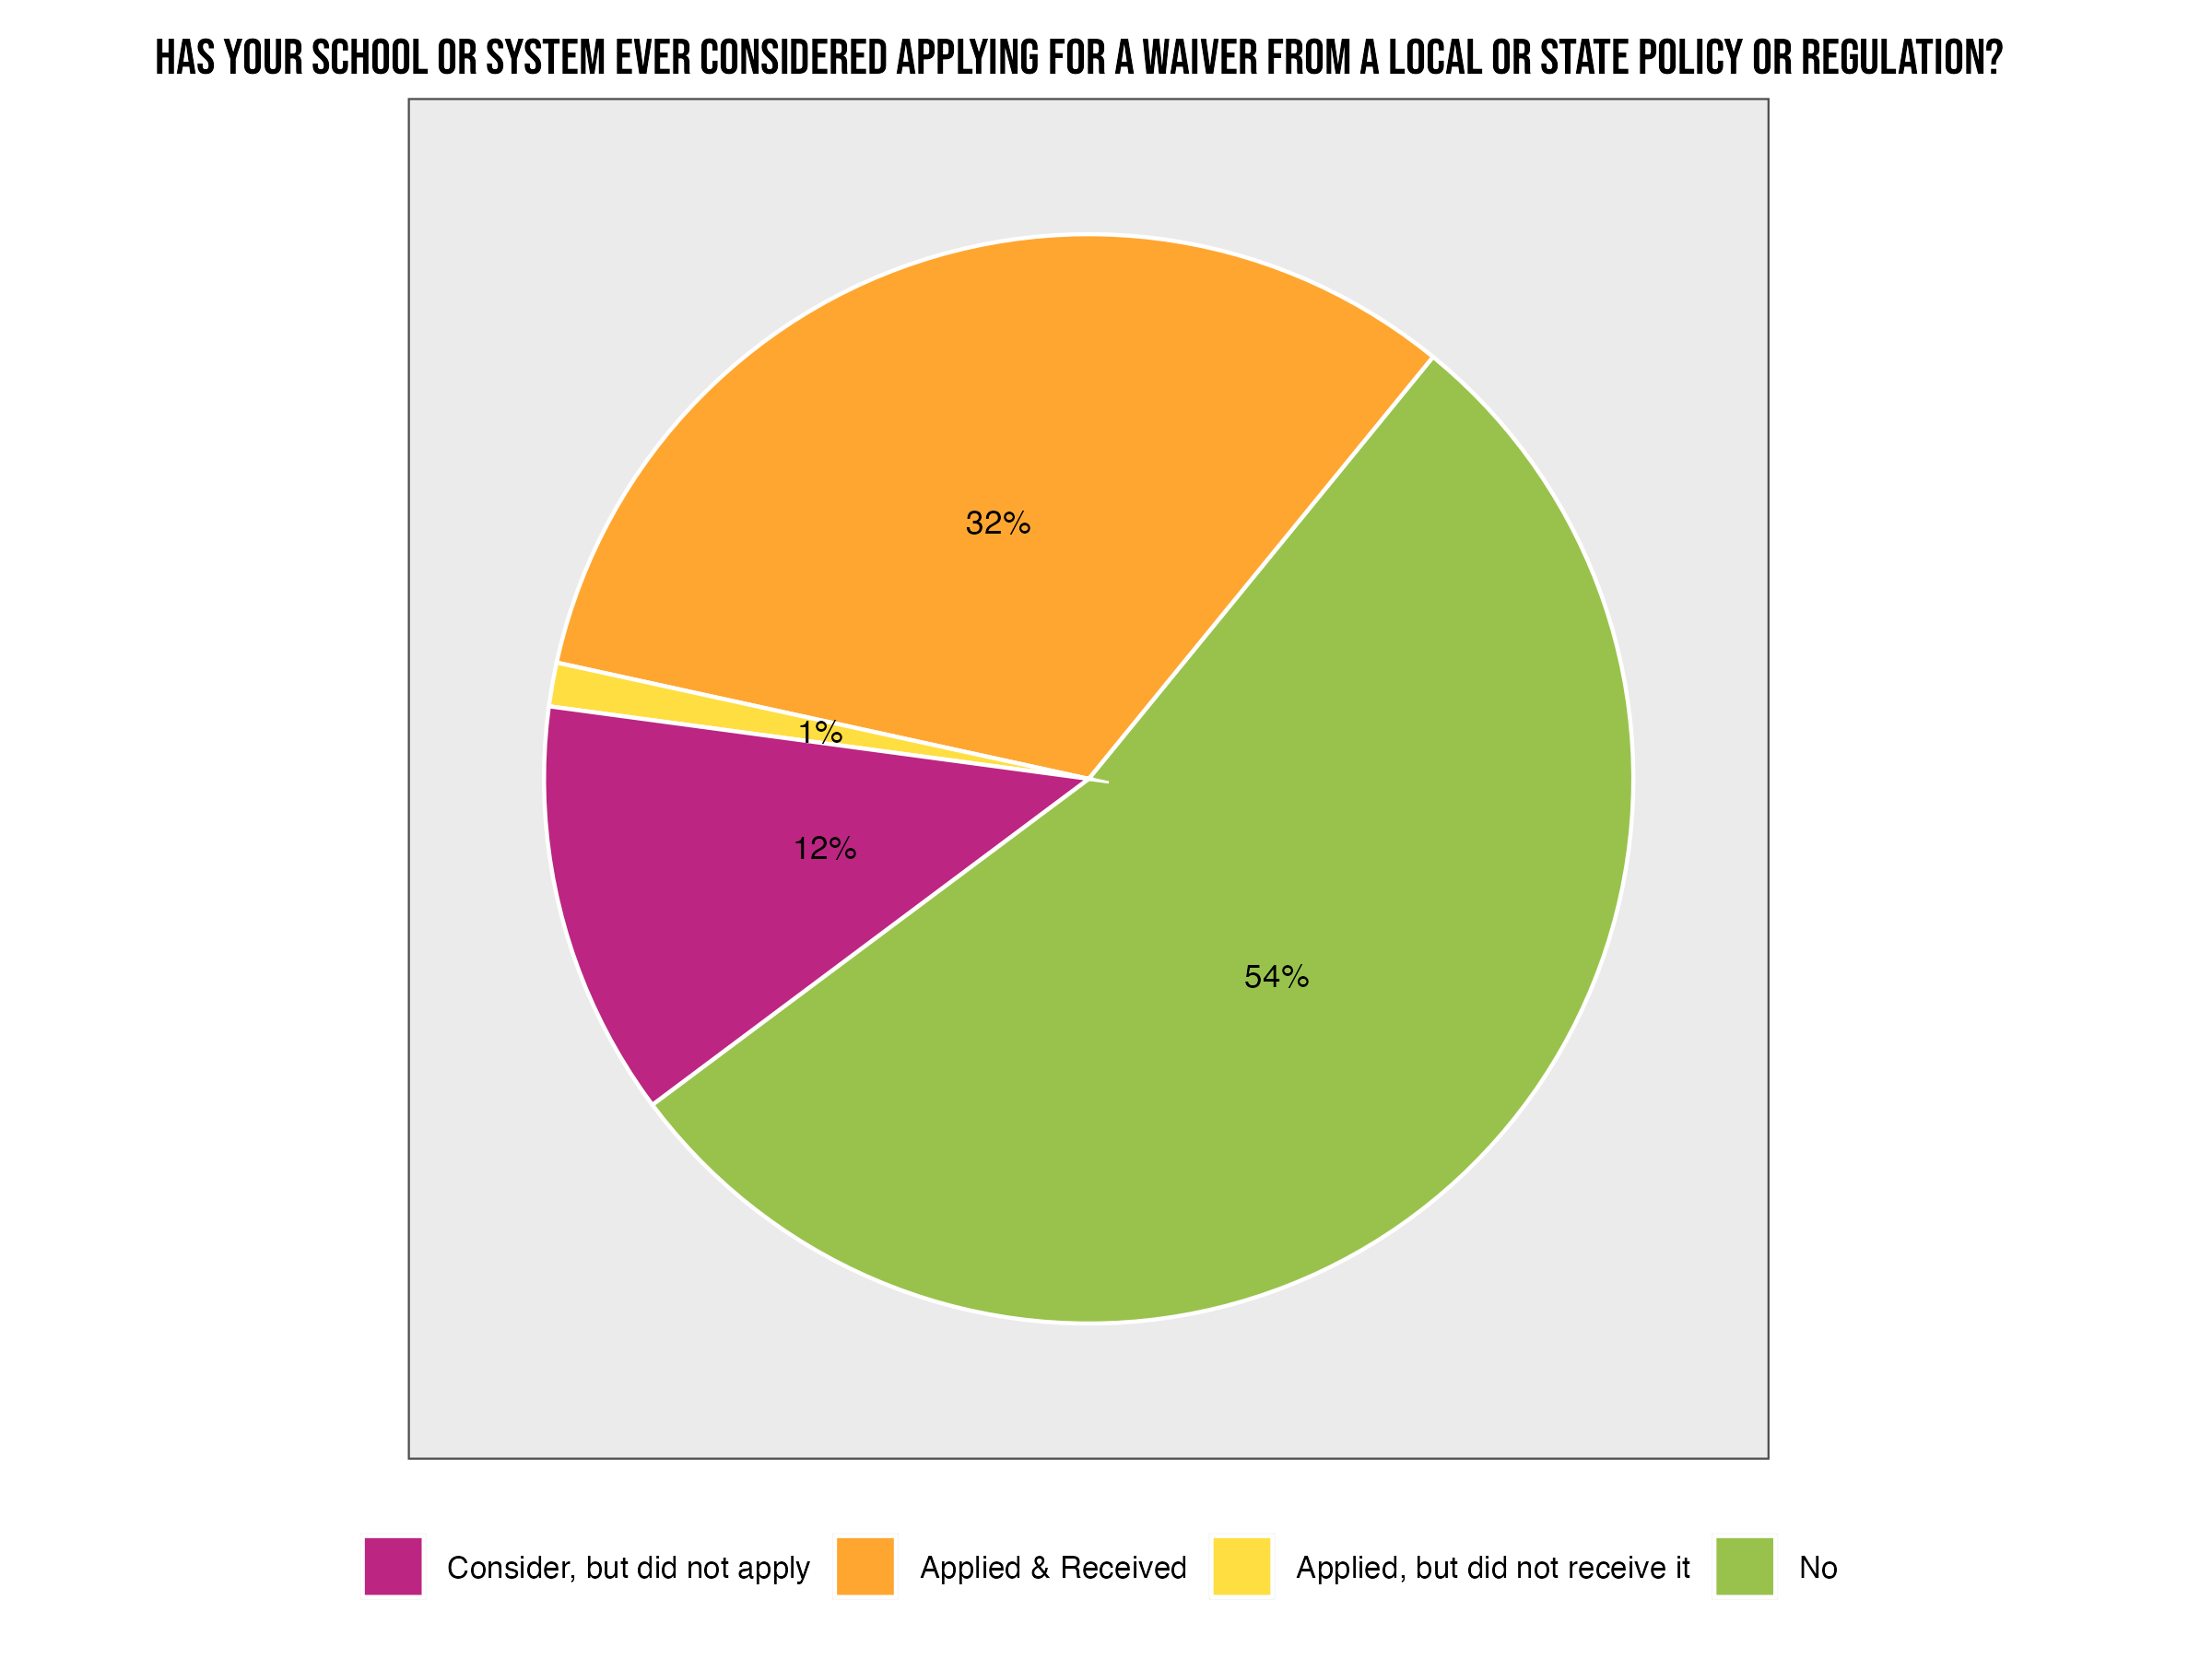 HAS YOUR SCHOOL OR SYSTEM EVER CONSIDERED APPLYING FOR A WAIVER FROM A LOCAL OR STATE POLICY OR REGULATION?
32%
1%
12%
54%
Consider, but did not apply
Applied & Received
Applied, but did not receive it
No